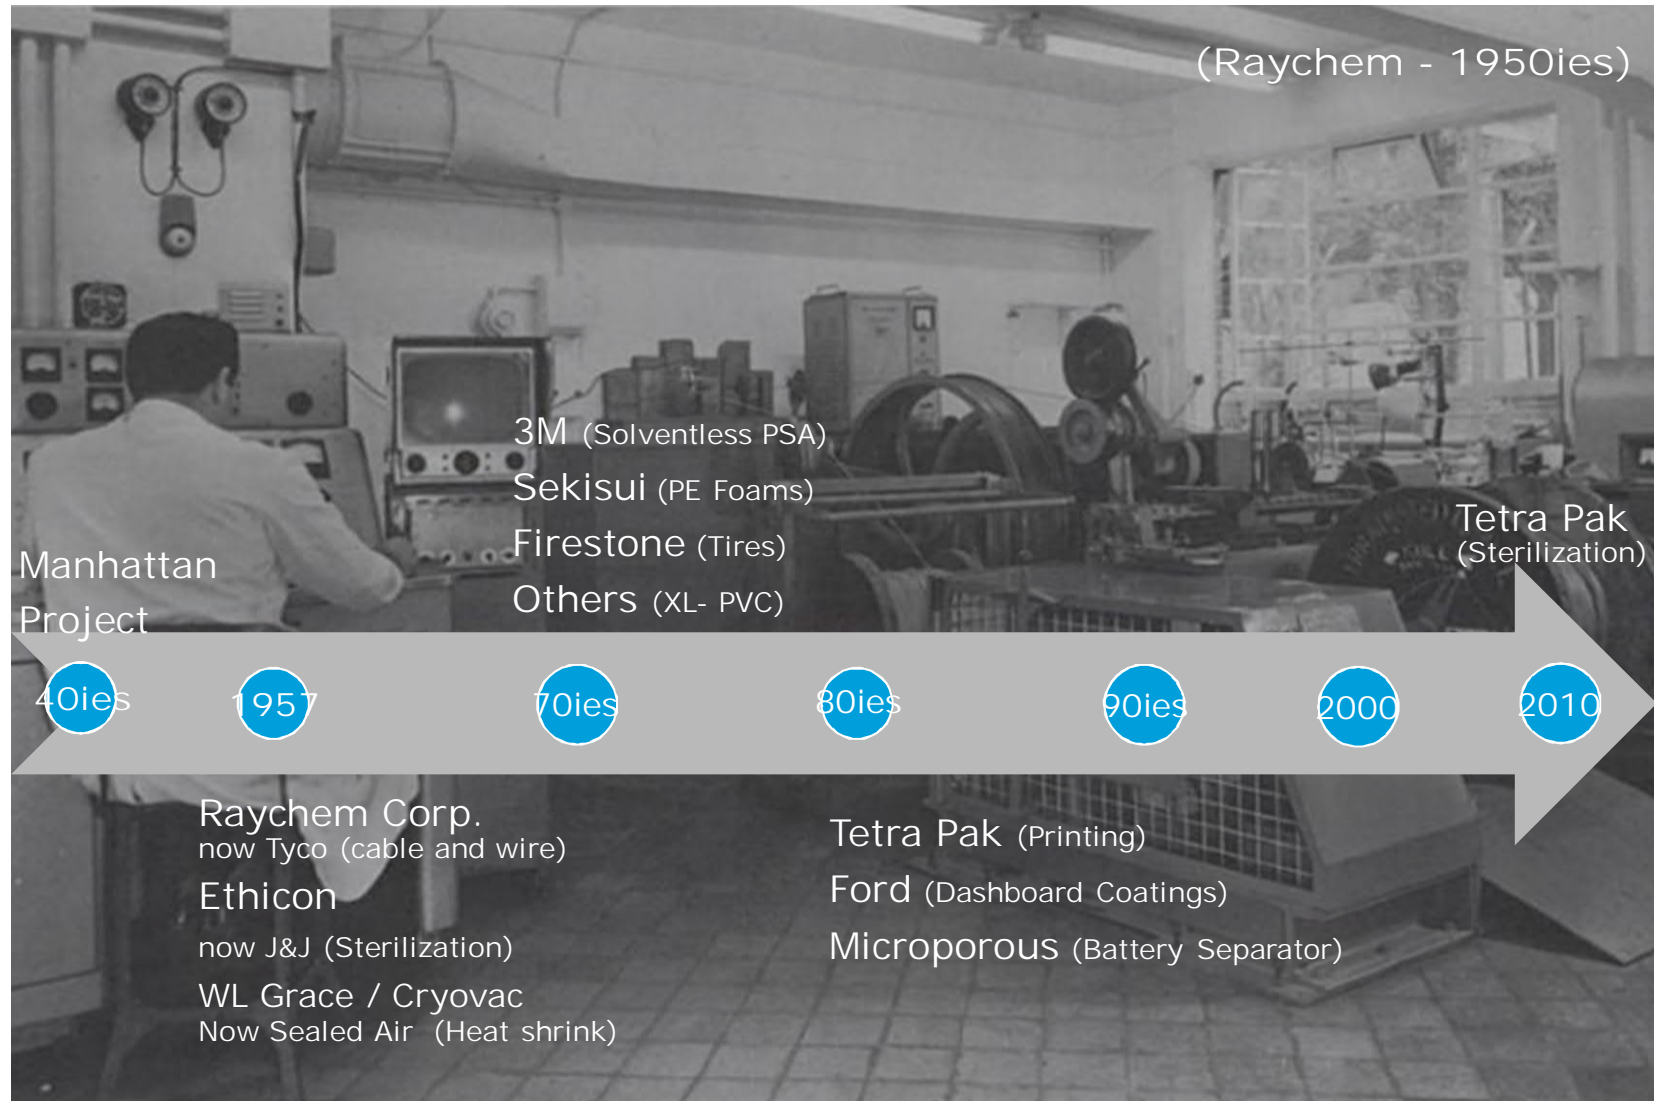 (Raychem - 1950ies)
3M (Solventless PSA)
Sekisui (PE Foams)
Firestone (Tires)
Others (XL- PVC)
Tetra Pak
(Sterilization)
Manhattan
Project
40ies
1957
70ies
80ies
90ies
2000
2010
Raychem Corp.
now Tyco (cable and wire)
Ethicon
now J&J (Sterilization)
WL Grace / Cryovac
Now Sealed Air (Heat shrink)
Tetra Pak (Printing)
Ford (Dashboard Coatings)
Microporous (Battery Separator)